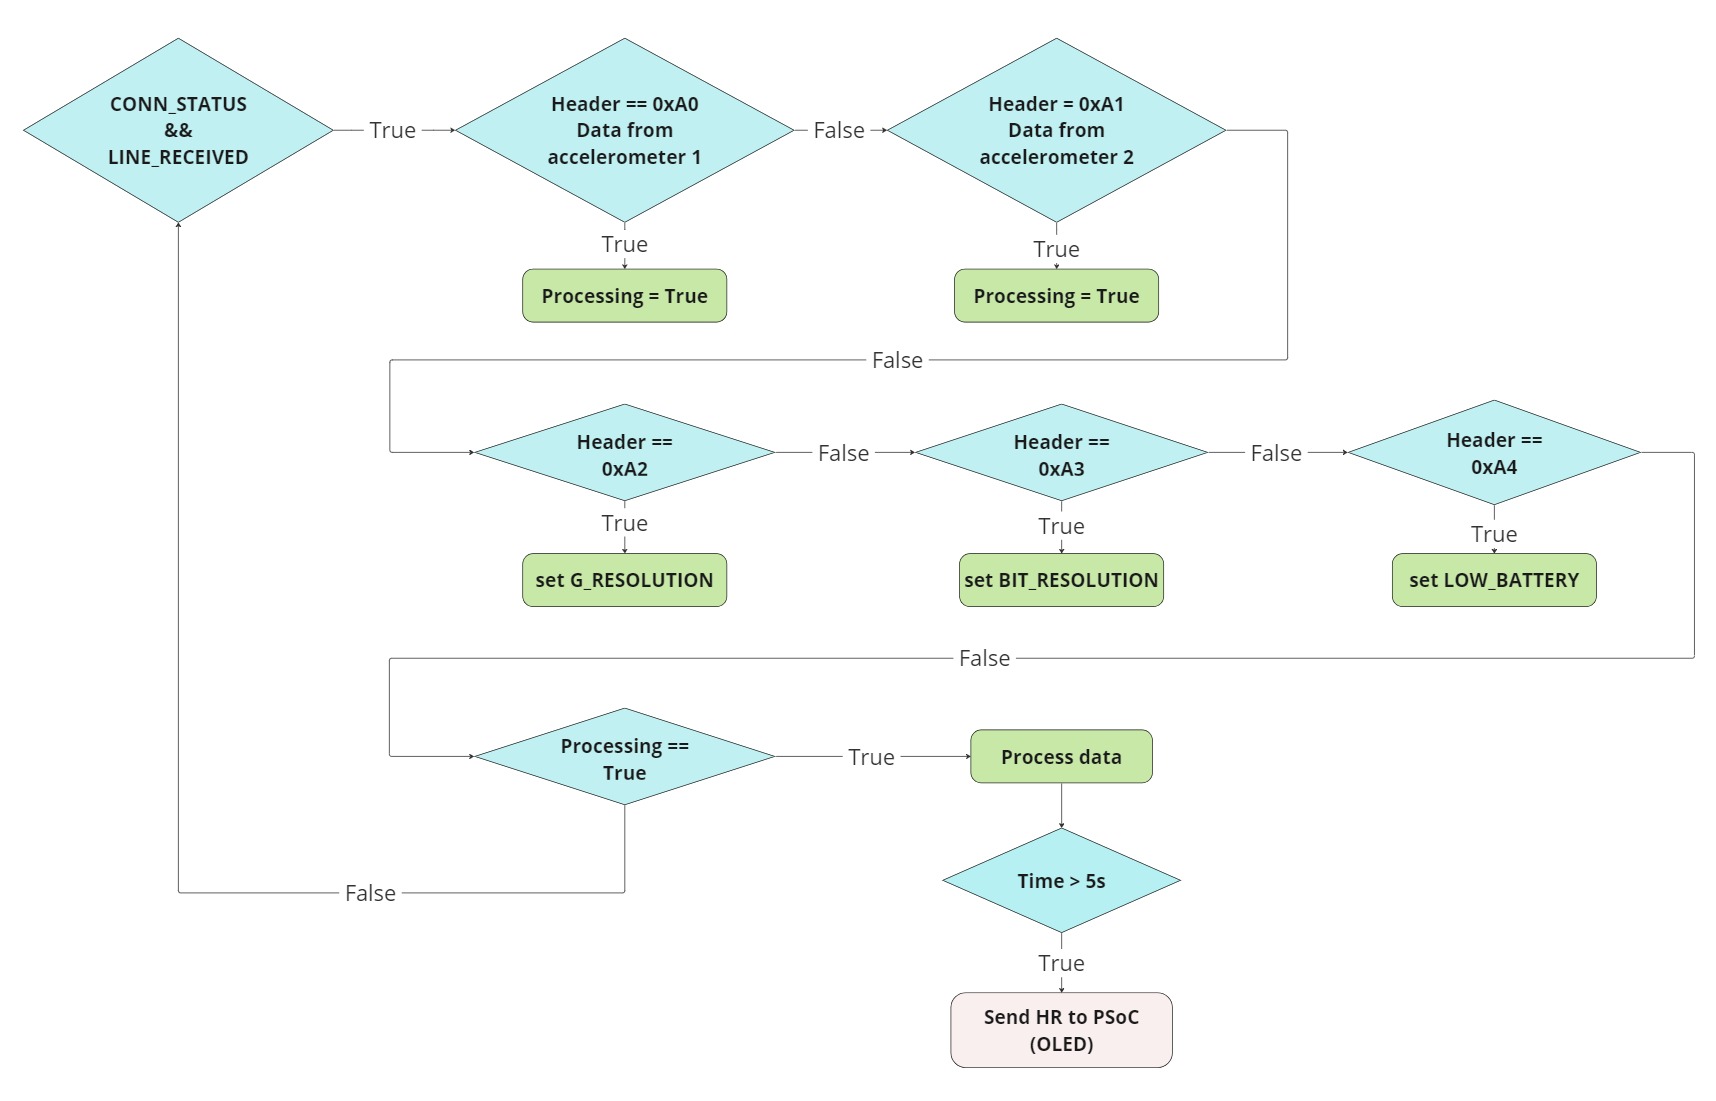 CONN_STATUS
&&
LINE_RECEIVED
True
Header == 0xA0
Data from
accelerometer 1
False
Header = 0xA1
Data from
accelerometer 2
True
True
Processing = True
Processing = True
False
Header ==
0xA2
False
Header ==
0xA3
False
Header ==
0xA4
True
True
True
set G_RESOLUTION
set BIT_RESOLUTION
set LOW_BATTERY
False
Processing ==
True
True
Process data
Time > 5s
False
True
Send HR to PSoC
(OLED)